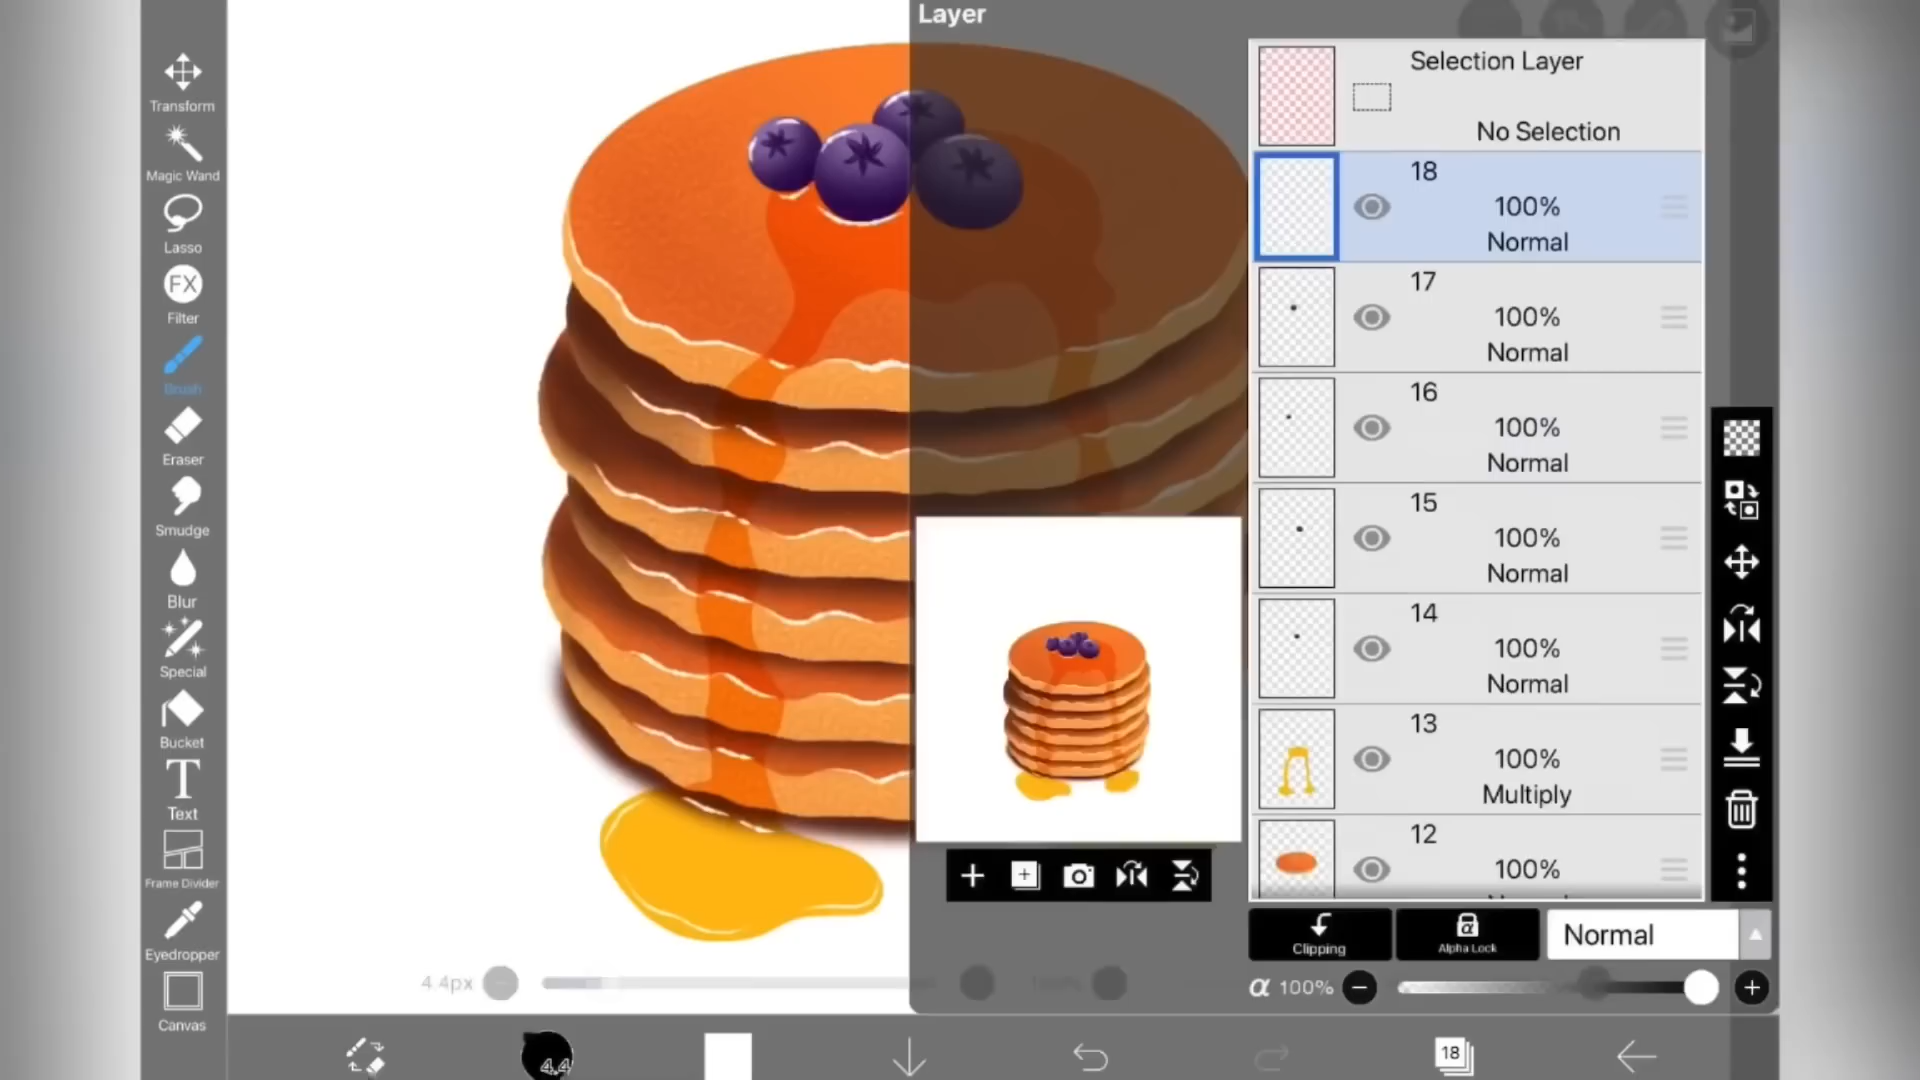 Layer
Transform
Magic Wand
Lasso
FX
Filter
Brush
Eraser
Smudge
Blur
Special
Bucket
T
Text
Frame Divider
Eyedropper
Canvas
Selection Layer
No Selection
18
100%
Normal
17
100%
Normal
16
100%
Normal
15
100%
Normal
14
100%
Normal
13
100%
Multiply
12
100%
Clipping
α
Alpha Lock
Normal
4.4px
α 100%
4.4
18